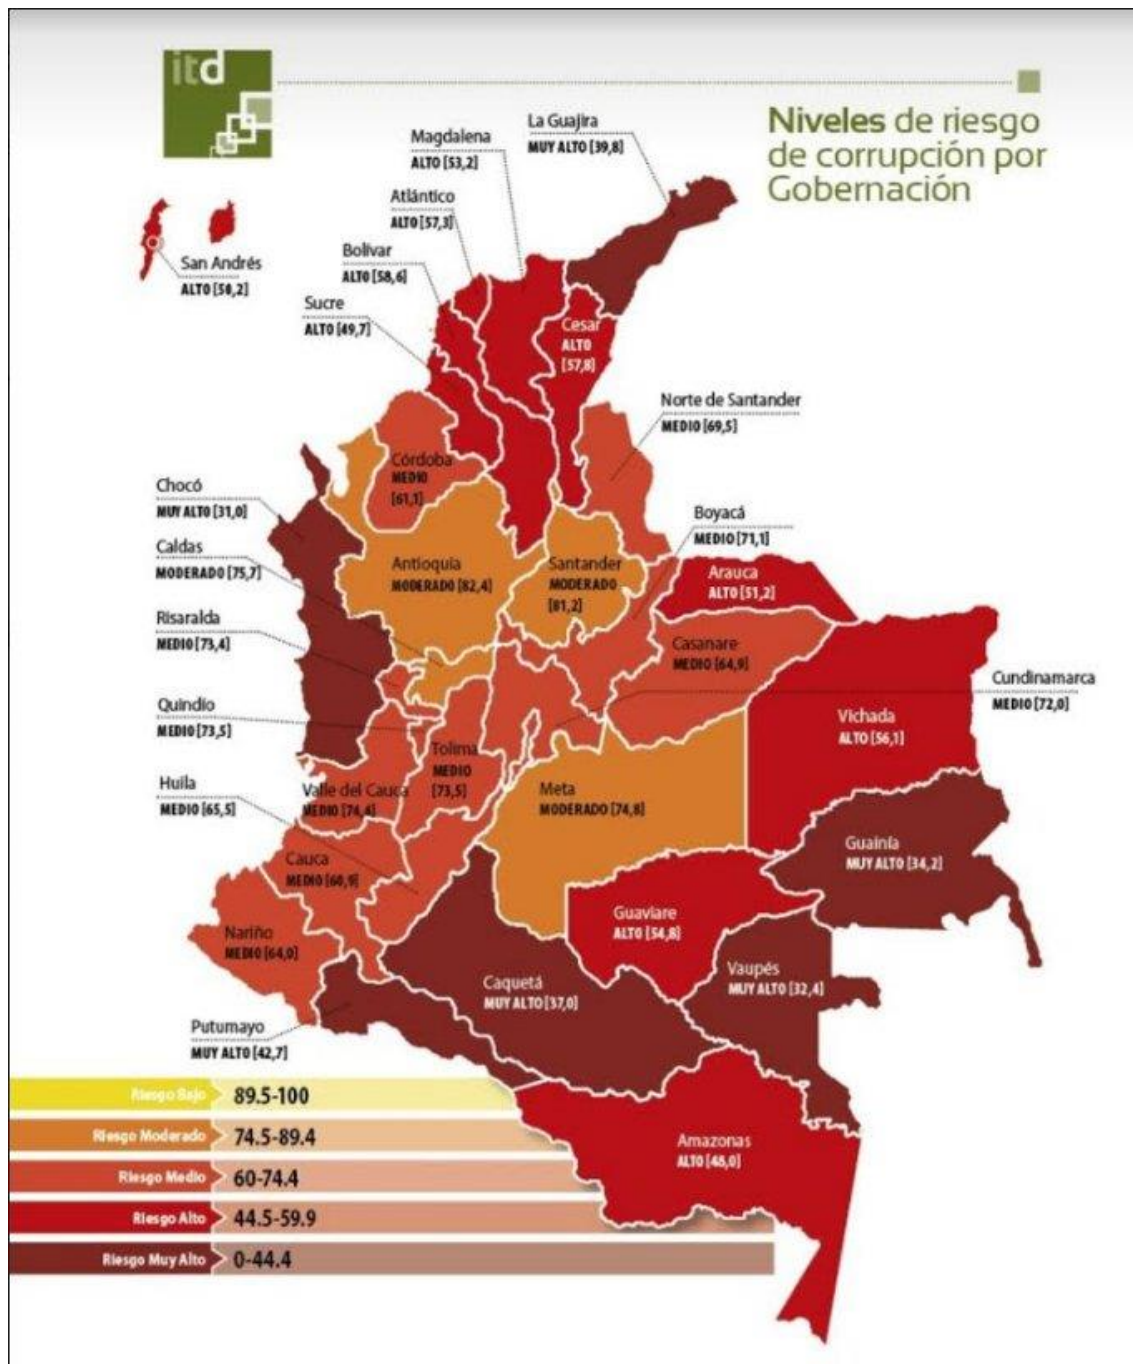 itd
Niveles de riesgo
de corrupción por
Gobernación
La Guajira
MUY ALTO [39,8]
Magdalena
ALTO [53,2]
Atlántico
ALTO [57,3]
Bolívar
ALTO [58,6]
Sucre
ALTO [49,7]
San Andrés
ALTO [50,2]
Cesar
ALTO
[57,8]
Norte de Santander
MEDIO [69,5]
Córdoba
MEDIO
[61,1]
Chocó
MUY ALTO [31,0]
Boyacá
MEDIO [71,1]
Caldas
MODERADO [75,7]
Antioquia
MODERADO [82,4]
Santander
MODERADO
[81,2]
Arauca
ALTO [51,2]
Risaralda
MEDIO [73,4]
Casanare
MEDIO [64,9]
Cundinamarca
MEDIO [72,0]
Quindío
MEDIO [73,5]
Vichada
ALTO [56,1]
Tolima
MEDIO
[73,5]
Huila
MEDIO [65,5]
Valle del Cauca
MEDIO [74,4]
Meta
MODERADO [74,8]
Guainía
MUY ALTO [34,2]
Cauca
MEDIO [60,9]
Guaviare
ALTO [54,8]
Nariño
MEDIO [64,0]
Vaupés
MUY ALTO [32,4]
Caquetá
MUY ALTO [37,0]
Putumayo
MUY ALTO [42,7]
Amazonas
ALTO [48,0]
Riesgo Bajo 89.5-100
Riesgo Moderado 74.5-89.4
Riesgo Medio 60-74.4
Riesgo Alto 44.5-59.9
Riesgo Muy Alto 0-44.4